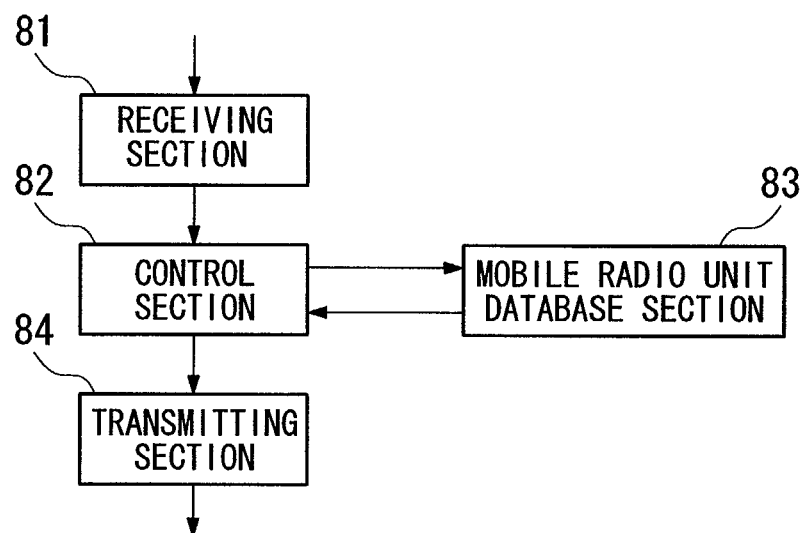 81
RECEIVING
SECTION
82
CONTROL
SECTION
83
MOBILE RADIO UNIT
DATABASE SECTION
84
TRANSMITTING
SECTION